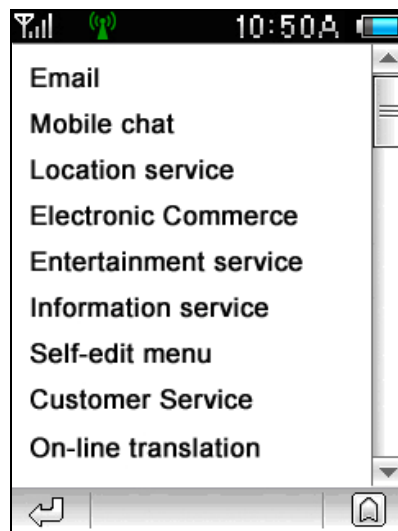 10:50A
Email
Mobile chat
Location service
Electronic Commerce
Entertainment service
Information service
Self-edit menu
Customer Service
On-line translation